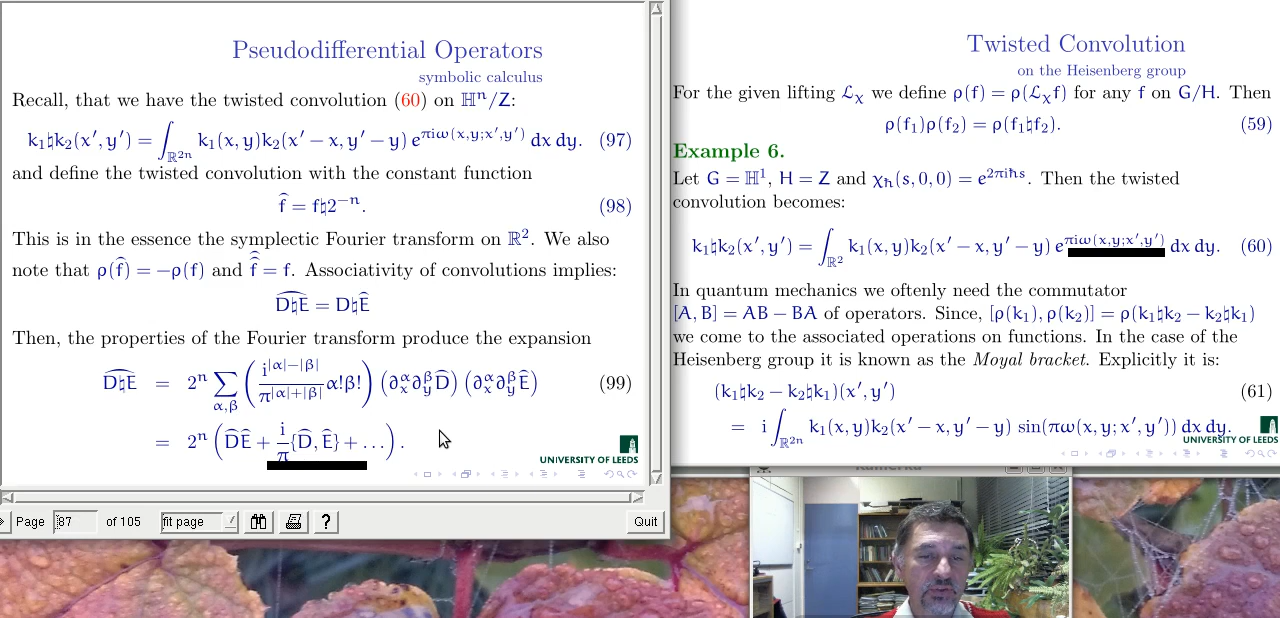 Pseudodifferential Operators
symbolic calculus
Recall, that we have the twisted convolution (60) on ℍⁿ/Z:
k₁♮k₂(x′, y′) = ∫_{ℝ²ⁿ} k₁(x, y)k₂(x′ − x, y′ − y) e^{πiω(x,y;x′,y′)} dx dy. (97)
and define the twisted convolution with the constant function
f̂ = f♮2⁻ⁿ. (98)
This is in the essence the symplectic Fourier transform on ℝ². We also
note that ρ(f̂) = −ρ(f) and f̂̂ = f. Associativity of convolutions implies:
\widehat{D♮E} = D♮Ê
Then, the properties of the Fourier transform produce the expansion
\widehat{D♮E} = 2ⁿ ∑_{α,β} ( \frac{i^{|α|−|β|}}{π^{|α|+|β|}} α!β! ) (∂ₓ^α ∂_y^β D̂) (∂ₓ^α ∂_y^β Ê) (99)
= 2ⁿ ( D̂Ê + \frac{i}{π}{D̂, Ê} + … ) .
UNIVERSITY OF LEEDS
Page 87 of 105 fit page ? Quit
Twisted Convolution
on the Heisenberg group
For the given lifting ℒ_χ we define ρ(f) = ρ(ℒ_χf) for any f on G/H. Then
ρ(f₁)ρ(f₂) = ρ(f₁♮f₂). (59)
Example 6.
Let G = ℍ¹, H = Z and χ_ħ(s, 0, 0) = e^{2πiħs}. Then the twisted
convolution becomes:
k₁♮k₂(x′, y′) = ∫_{ℝ²} k₁(x, y)k₂(x′ − x, y′ − y) e^{πiω(x,y;x′,y′)} dx dy. (60)
In quantum mechanics we oftenly need the commutator
[A, B] = AB − BA of operators. Since, [ρ(k₁), ρ(k₂)] = ρ(k₁♮k₂ − k₂♮k₁)
we come to the associated operations on functions. In the case of the
Heisenberg group it is known as the Moyal bracket. Explicitly it is:
(k₁♮k₂ − k₂♮k₁)(x′, y′) (61)
= i ∫_{ℝ²ⁿ} k₁(x, y)k₂(x′ − x, y′ − y) sin(πω(x, y; x′, y′)) dx dy.
UNIVERSITY OF LEEDS